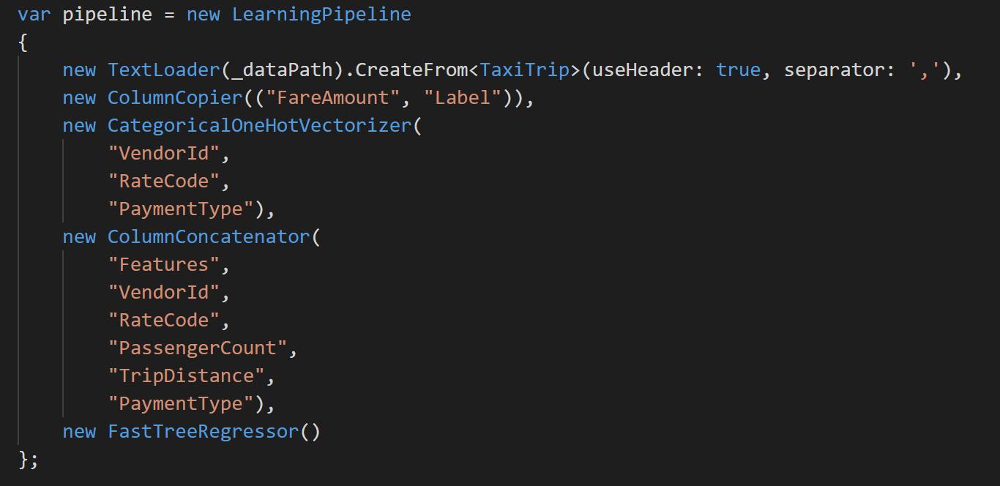 var pipeline = new LearningPipeline
{
    new TextLoader(_dataPath).CreateFrom<TaxiTrip>(useHeader: true, separator: ','),
    new ColumnCopier(("FareAmount", "Label")),
    new CategoricalOneHotVectorizer(
        "VendorId",
        "RateCode",
        "PaymentType"),
    new ColumnConcatenator(
        "Features",
        "VendorId",
        "RateCode",
        "PassengerCount",
        "TripDistance",
        "PaymentType"),
    new FastTreeRegressor()
};